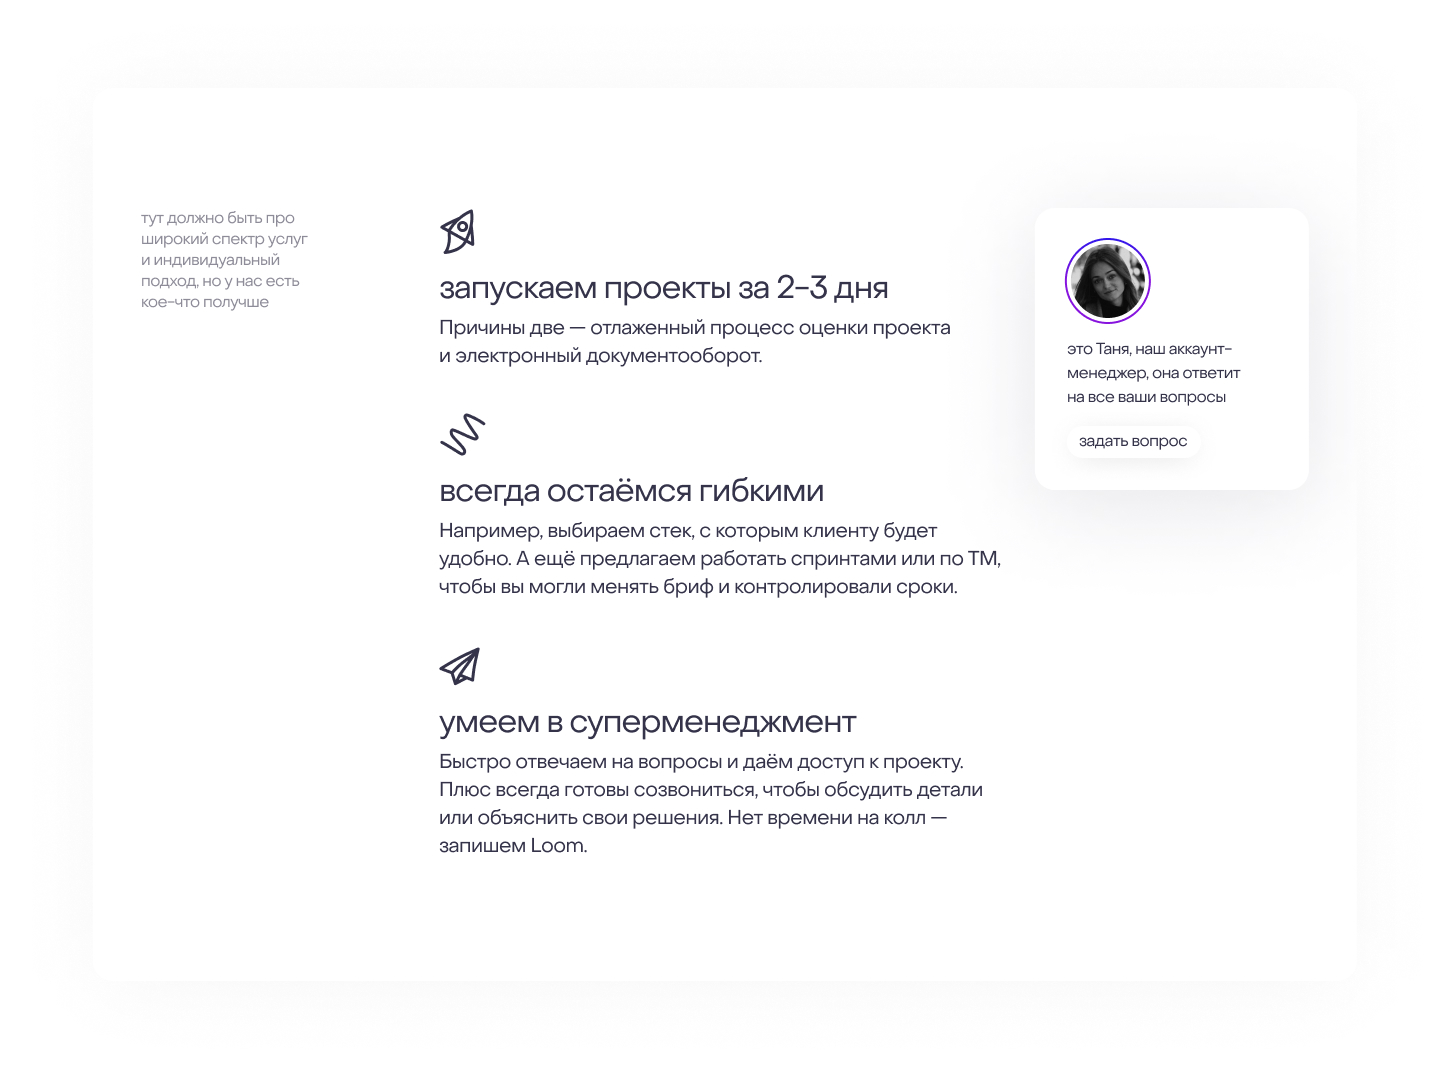 тут должно быть про
широкий спектр услуг
и индивидуальный
подход, но у нас есть
кое-что получше
запускаем проекты за 2-3 дня
Причины две — отлаженный процесс оценки проекта
и электронный документооборот.
всегда остаёмся гибкими
Например, выбираем стек, с которым клиенту будет
удобно. А ещё предлагаем работать спринтами или по ТМ,
чтобы вы могли менять бриф и контролировали сроки.
умеем в суперменеджмент
Быстро отвечаем на вопросы и даём доступ к проекту.
Плюс всегда готовы созвониться, чтобы обсудить детали
или объяснить свои решения. Нет времени на колл —
запишем Loom.
это Таня, наш аккаунт-
менеджер, она ответит
на все ваши вопросы
задать вопрос